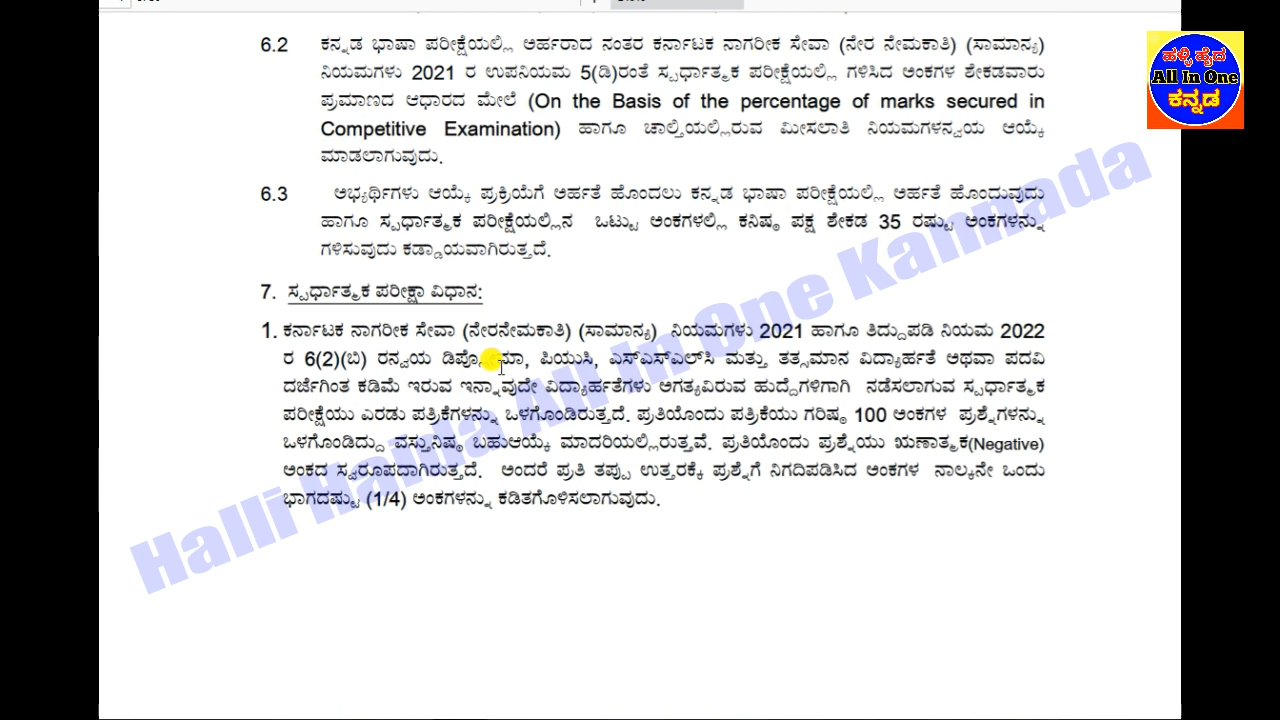 ಹಳ್ಳಿ ಹೈದ
All In One
ಕನ್ನಡ
6.2 ಕನ್ನಡ ಭಾಷಾ ಪರೀಕ್ಷೆಯಲ್ಲಿ ಅರ್ಹರಾದ ನಂತರ ಕರ್ನಾಟಕ ನಾಗರೀಕ ಸೇವಾ (ನೇರ ನೇಮಕಾತಿ) (ಸಾಮಾನ್ಯ)
ನಿಯಮಗಳು 2021 ರ ಉಪನಿಯಮ 5(ಡಿ)ರಂತೆ ಸ್ಪರ್ಧಾತ್ಮಕ ಪರೀಕ್ಷೆಯಲ್ಲಿ ಗಳಿಸಿದ ಅಂಕಗಳ ಶೇಕಡವಾರು
ಪ್ರಮಾಣದ ಆಧಾರದ ಮೇಲೆ (On the Basis of the percentage of marks secured in
Competitive Examination) ಹಾಗೂ ಚಾಲ್ತಿಯಲ್ಲಿರುವ ಮೀಸಲಾತಿ ನಿಯಮಗಳನ್ವಯ ಆಯ್ಕೆ
ಮಾಡಲಾಗುವುದು.
6.3 ಅಭ್ಯರ್ಥಿಗಳು ಆಯ್ಕೆ ಪ್ರಕ್ರಿಯೆಗೆ ಅರ್ಹತೆ ಹೊಂದಲು ಕನ್ನಡ ಭಾಷಾ ಪರೀಕ್ಷೆಯಲ್ಲಿ ಅರ್ಹತೆ ಹೊಂದುವುದು
ಹಾಗೂ ಸ್ಪರ್ಧಾತ್ಮಕ ಪರೀಕ್ಷೆಯಲ್ಲಿನ ಒಟ್ಟು ಅಂಕಗಳಲ್ಲಿ ಕನಿಷ್ಠ ಪಕ್ಷ ಶೇಕಡ 35 ರಷ್ಟು ಅಂಕಗಳನ್ನು
ಗಳಿಸುವುದು ಕಡ್ಡಾಯವಾಗಿರುತ್ತದೆ.
7. ಸ್ಪರ್ಧಾತ್ಮಕ ಪರೀಕ್ಷಾ ವಿಧಾನ:
1. ಕರ್ನಾಟಕ ನಾಗರೀಕ ಸೇವಾ (ನೇರನೇಮಕಾತಿ) (ಸಾಮಾನ್ಯ) ನಿಯಮಗಳು 2021 ಹಾಗೂ ತಿದ್ದುಪಡಿ ನಿಯಮ 2022
ರ 6(2)(ಬಿ) ರನ್ವಯ ಡಿಪ್ಲೋಮಾ, ಪಿಯುಸಿ, ಎಸ್‌ಎಸ್‌ಎಲ್‌ಸಿ ಮತ್ತು ತತ್ಸಮಾನ ವಿದ್ಯಾರ್ಹತೆ ಅಥವಾ ಪದವಿ
ದರ್ಜೆಗಿಂತ ಕಡಿಮೆ ಇರುವ ಇನ್ನಾವುದೇ ವಿದ್ಯಾರ್ಹತೆಗಳು ಅಗತ್ಯವಿರುವ ಹುದ್ದೆಗಳಿಗಾಗಿ ನಡೆಸಲಾಗುವ ಸ್ಪರ್ಧಾತ್ಮಕ
ಪರೀಕ್ಷೆಯು ಎರಡು ಪತ್ರಿಕೆಗಳನ್ನು ಒಳಗೊಂಡಿರುತ್ತದೆ. ಪ್ರತಿಯೊಂದು ಪತ್ರಿಕೆಯು ಗರಿಷ್ಠ 100 ಅಂಕಗಳ ಪ್ರಶ್ನೆಗಳನ್ನು
ಒಳಗೊಂಡಿದ್ದು ವಸ್ತುನಿಷ್ಠ ಬಹುಆಯ್ಕೆ ಮಾದರಿಯಲ್ಲಿರುತ್ತವೆ. ಪ್ರತಿಯೊಂದು ಪ್ರಶ್ನೆಯು ಋಣಾತ್ಮಕ(Negative)
ಅಂಕದ ಸ್ವರೂಪದಾಗಿರುತ್ತದೆ. ಅಂದರೆ ಪ್ರತಿ ತಪ್ಪು ಉತ್ತರಕ್ಕೆ ಪ್ರಶ್ನೆಗೆ ನಿಗದಿಪಡಿಸಿದ ಅಂಕಗಳ ನಾಲ್ಕನೇ ಒಂದು
ಭಾಗದಷ್ಟು (1/4) ಅಂಕಗಳನ್ನು ಕಡಿತಗೊಳಿಸಲಾಗುವುದು.
Halli Haida All In One Kannada